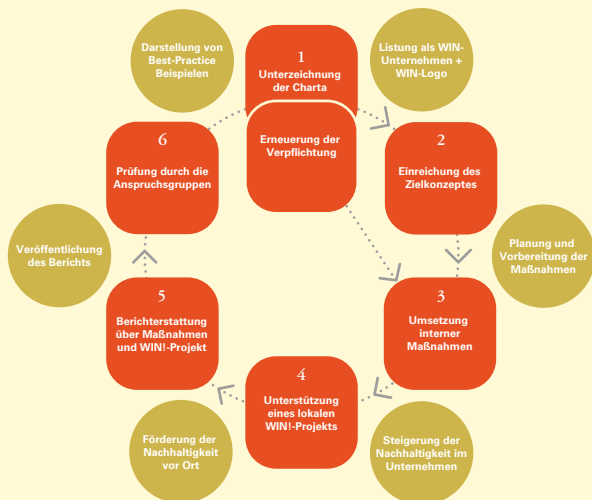 Darstellung von
Best-Practice
Beispielen
1
Unterzeichnung
der Charta
Listung als WIN-
Unternehmen +
WIN-Logo
Erneuerung der
Verpflichtung
2
Einreichung des
Zielkonzeptes
Planung und
Vorbereitung der
Maßnahmen
3
Umsetzung
interner
Maßnahmen
Steigerung der
Nachhaltigkeit im
Unternehmen
4
Unterstützung
eines lokalen
WIN!-Projekts
Förderung der
Nachhaltigkeit
vor Ort
5
Berichterstattung
über Maßnahmen
und WIN!-Projekt
Veröffentlichung
des Berichts
6
Prüfung durch die
Anspruchsgruppen